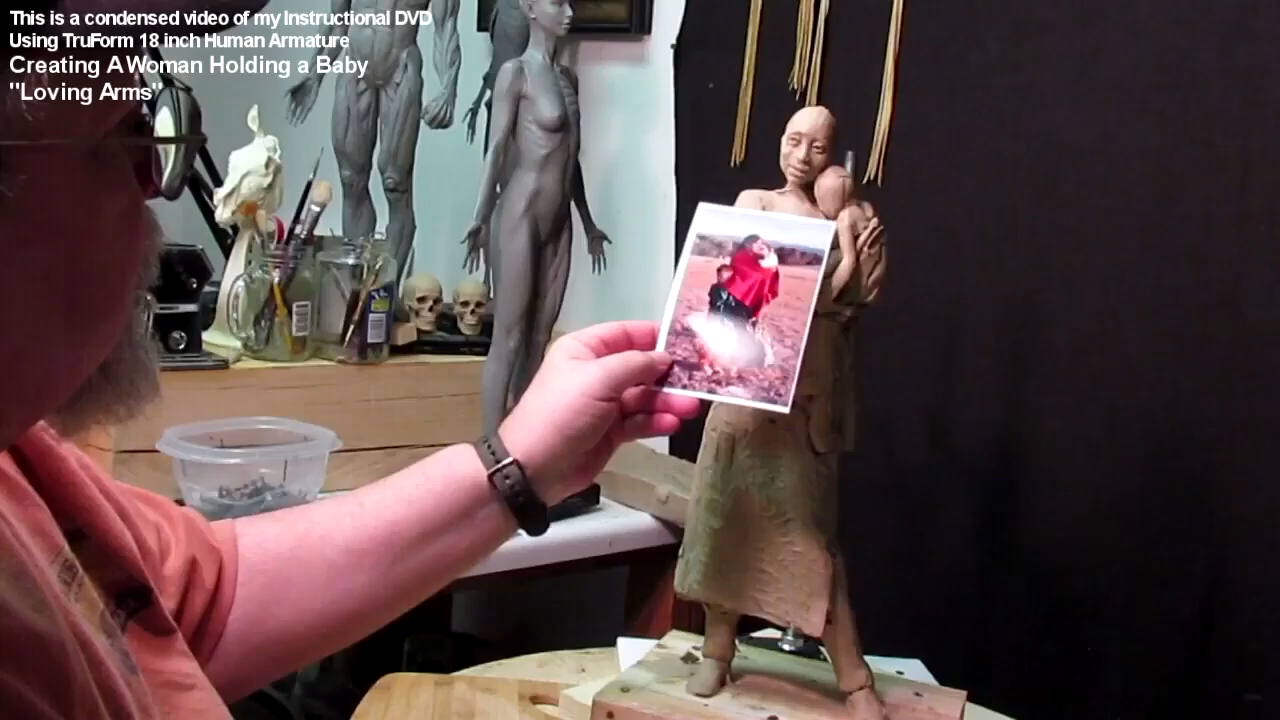 This is a condensed video of my Instructional DVD
Using TruForm 18 inch Human Armature
Creating A Woman Holding a Baby
"Loving Arms"